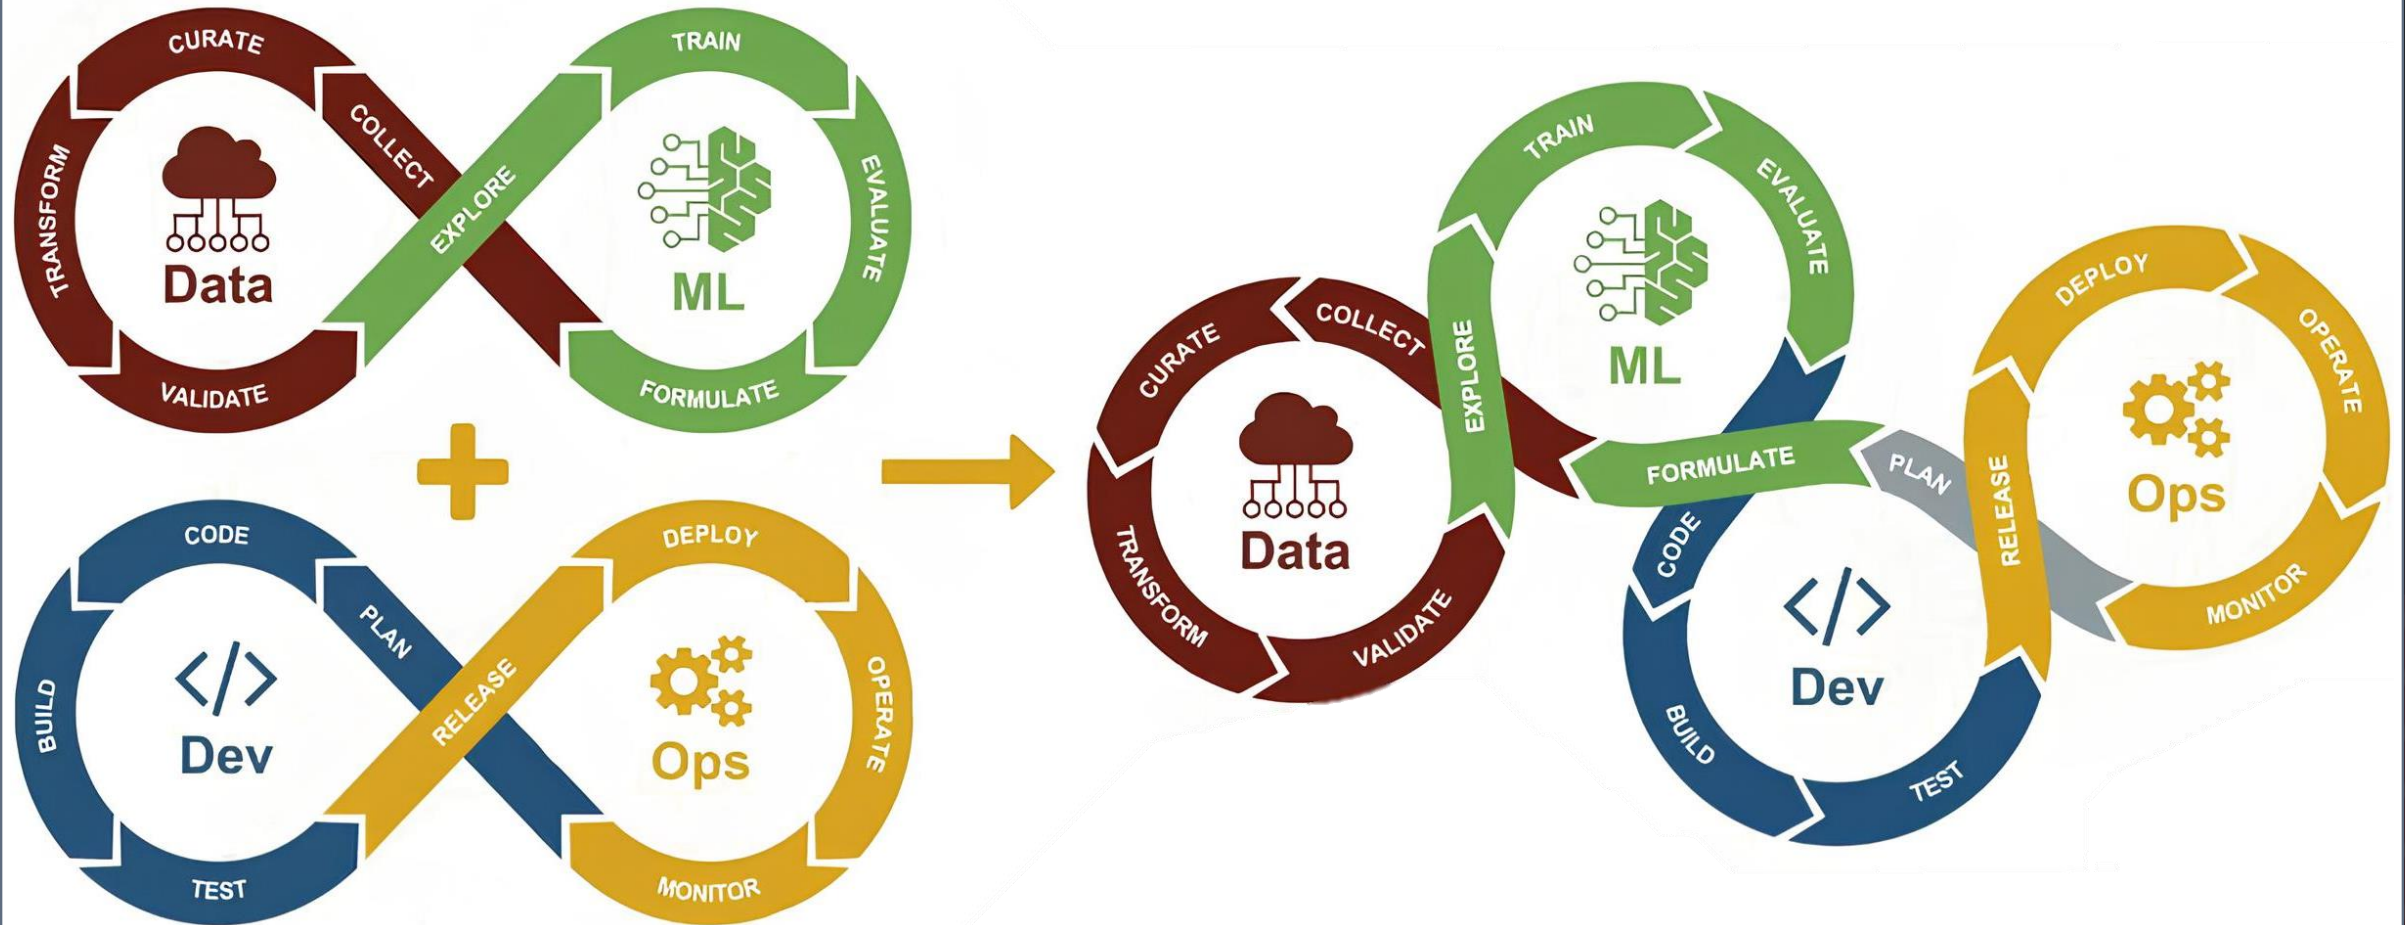 CURATE
COLLECT
TRANSFORM
VALIDATE
Data
EXPLORE
TRAIN
EVALUATE
FORMULATE
ML
CODE
PLAN
BUILD
TEST
Dev
RELEASE
DEPLOY
OPERATE
MONITOR
Ops
CURATE
COLLECT
TRANSFORM
VALIDATE
Data
EXPLORE
TRAIN
EVALUATE
FORMULATE
ML
CODE
PLAN
BUILD
TEST
Dev
RELEASE
DEPLOY
OPERATE
MONITOR
Ops